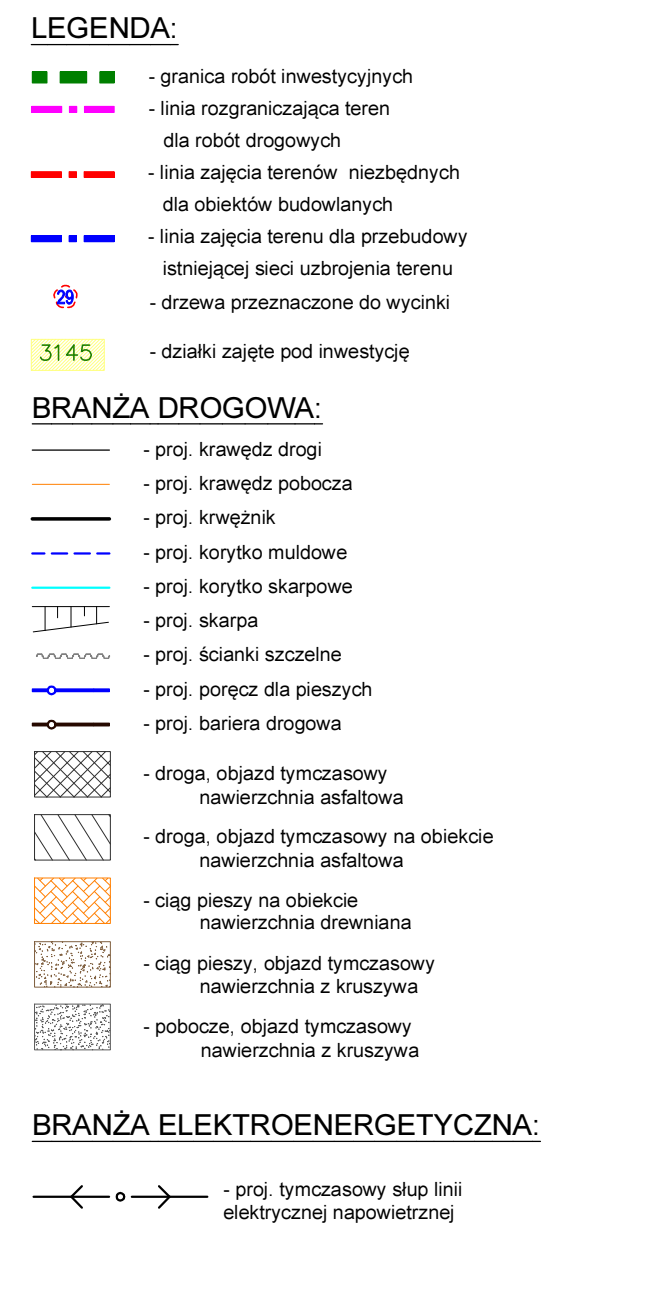 LEGENDA:
- granica robót inwestycyjnych
- linia rozgraniczająca teren
dla robót drogowych
- linia zajęcia terenów niezbędnych
dla obiektów budowlanych
- linia zajęcia terenu dla przebudowy
istniejącej sieci uzbrojenia terenu
29 - drzewa przeznaczone do wycinki
3145 - działki zajęte pod inwestycję
BRANŻA DROGOWA:
- proj. krawędz drogi
- proj. krawędz pobocza
- proj. krwężnik
- proj. korytko muldowe
- proj. korytko skarpowe
- proj. skarpa
- proj. ścianki szczelne
- proj. poręcz dla pieszych
- proj. bariera drogowa
- droga, objazd tymczasowy
nawierzchnia asfaltowa
- droga, objazd tymczasowy na obiekcie
nawierzchnia asfaltowa
- ciąg pieszy na obiekcie
nawierzchnia drewniana
- ciąg pieszy, objazd tymczasowy
nawierzchnia z kruszywa
- pobocze, objazd tymczasowy
nawierzchnia z kruszywa
BRANŻA ELEKTROENERGETYCZNA:
- proj. tymczasowy słup linii
elektrycznej napowietrznej